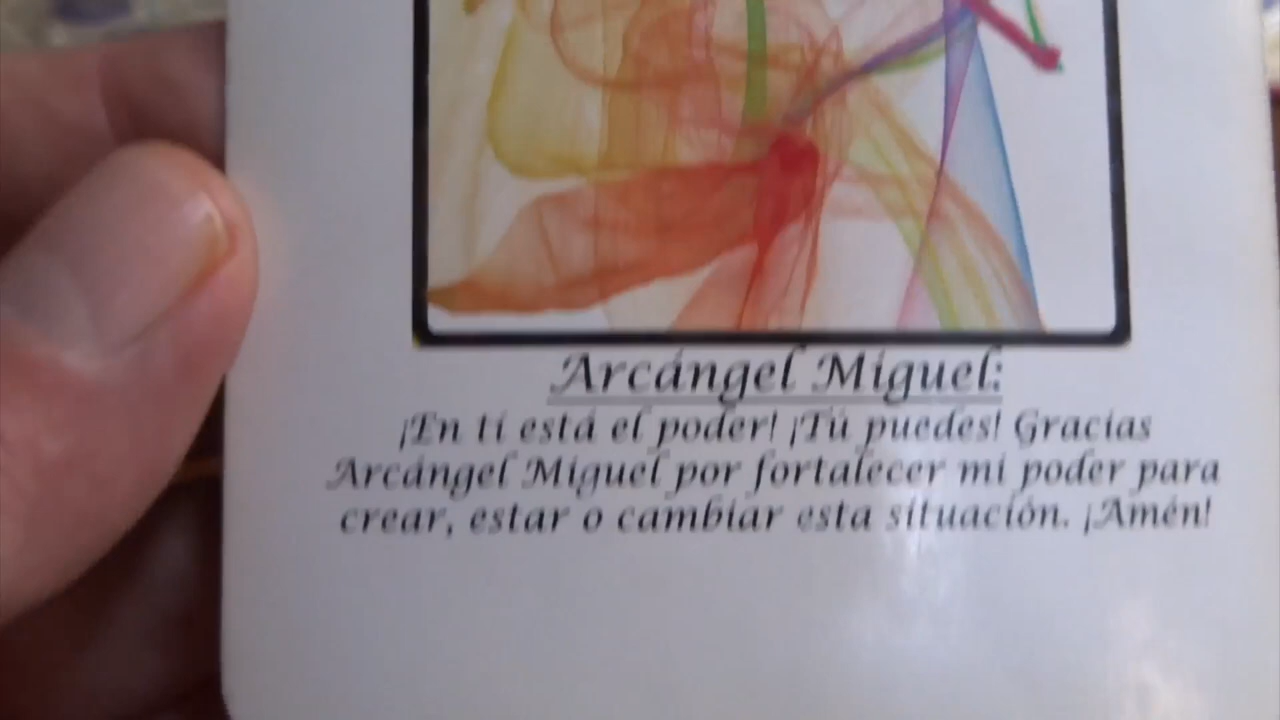 Arcángel Miguel:
¡En ti está el poder! ¡Tú puedes! Gracias
Arcángel Miguel por fortalecer mi poder para
crear, estar o cambiar esta situación. ¡Amén!